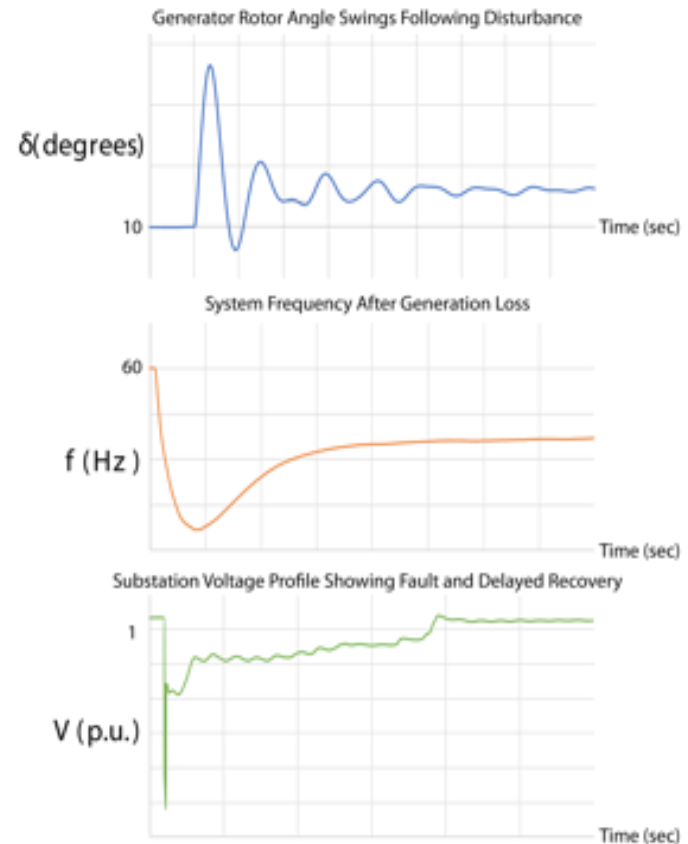 Generator Rotor Angle Swings Following Disturbance
δ(degrees)
10
Time (sec)
System Frequency After Generation Loss
60
f (Hz )
Time (sec)
Substation Voltage Profile Showing Fault and Delayed Recovery
1
V (p.u.)
Time (sec)